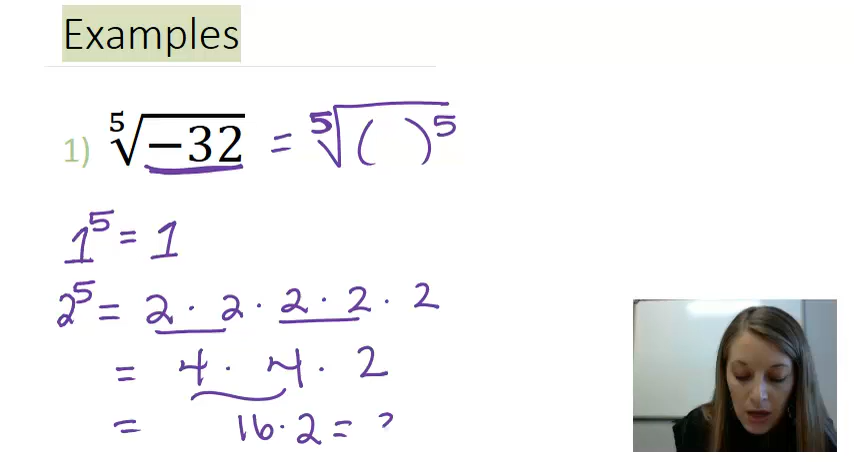 Examples
1) ⁵√-32 = ⁵√( )⁵
1⁵ = 1
2⁵ = 2 · 2 · 2 · 2 · 2
= 4 · 4 · 2
= 16 · 2 =